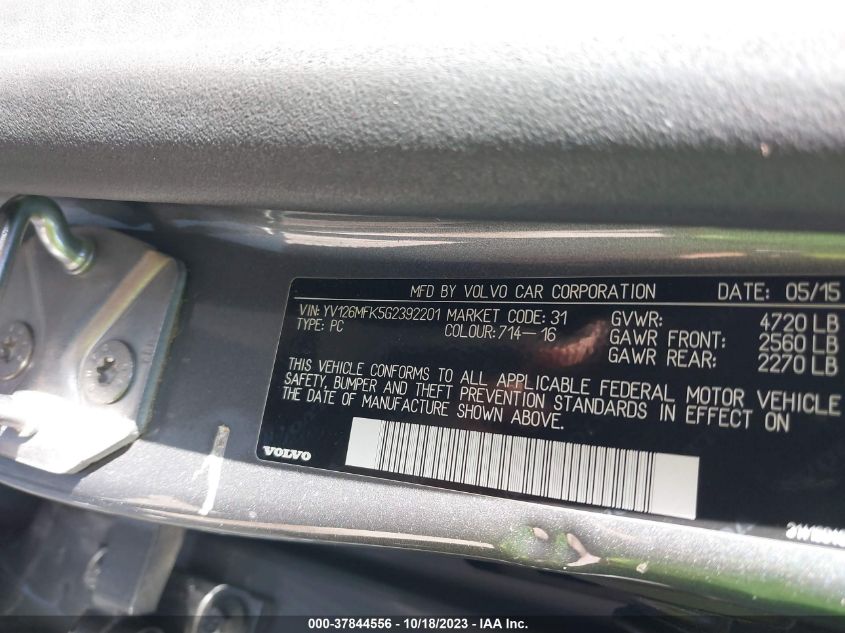 MFD BY VOLVO CAR CORPORATION DATE: 05/15
VIN: YV126MFK5G2392201 MARKET CODE: 31 GVWR: 4720 LB
TYPE: PC COLOUR: 714-16 GAWR FRONT: 2560 LB
GAWR REAR: 2270 LB
THIS VEHICLE CONFORMS TO ALL APPLICABLE FEDERAL MOTOR VEHICLE
SAFETY, BUMPER AND THEFT PREVENTION STANDARDS IN EFFECT ON
THE DATE OF MANUFACTURE SHOWN ABOVE.
VOLVO
000-37844556 - 10/18/2023 - IAA Inc.